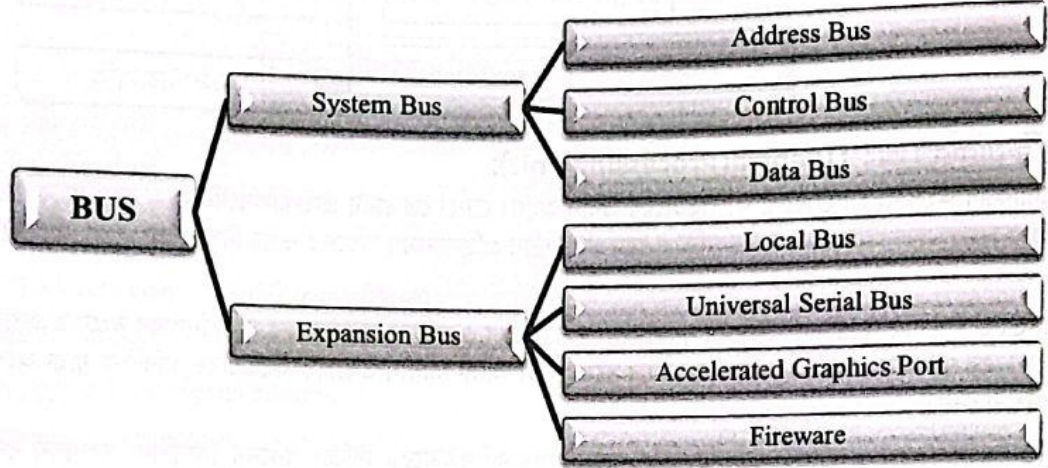 BUS
System Bus
Address Bus
Control Bus
Data Bus
Expansion Bus
Local Bus
Universal Serial Bus
Accelerated Graphics Port
Fireware